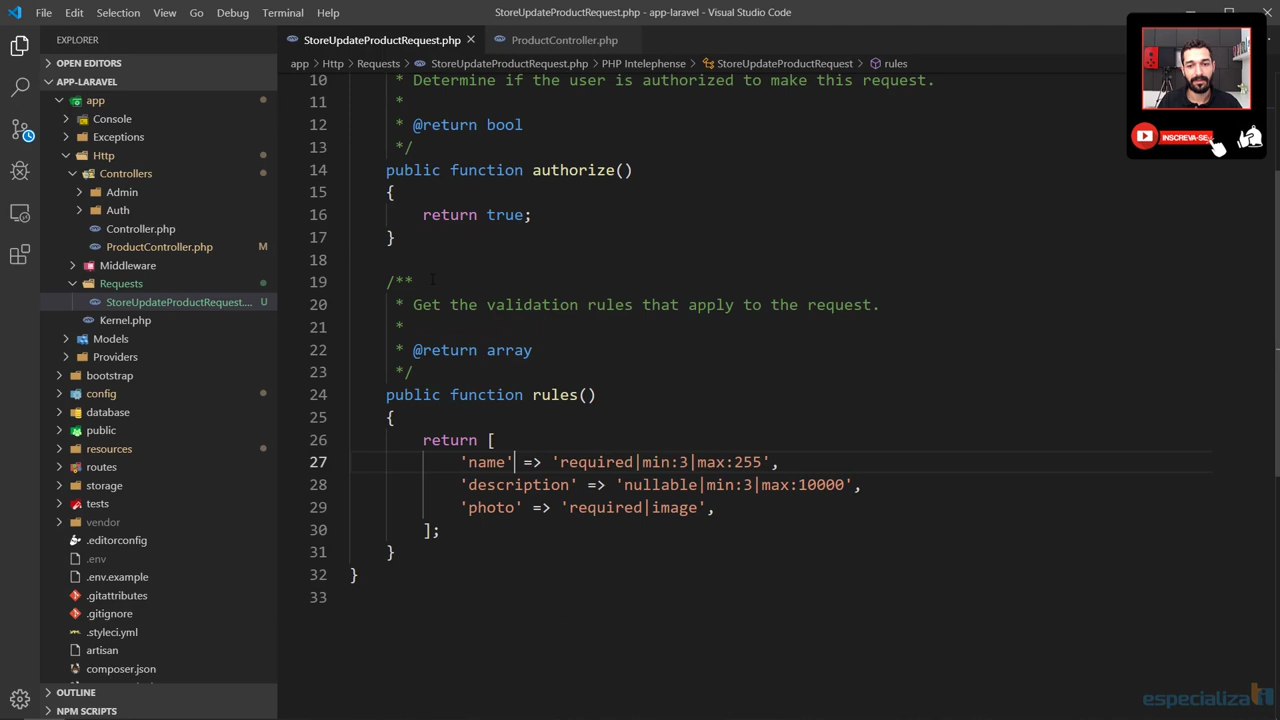 File Edit Selection View Go Debug Terminal Help
StoreUpdateProductRequest.php - app-laravel - Visual Studio Code
EXPLORER
OPEN EDITORS
APP-LARAVEL
app
Console
Exceptions
Http
Controllers
Admin
Auth
Controller.php
ProductController.php M
Middleware
Requests
StoreUpdateProductRequest.... U
Kernel.php
Models
Providers
bootstrap
config
database
public
resources
routes
storage
tests
vendor
.editorconfig
.env
.env.example
.gitattributes
.gitignore
.styleci.yml
artisan
composer.json
OUTLINE
NPM SCRIPTS
StoreUpdateProductRequest.php ProductController.php
app Http Requests StoreUpdateProductRequest.php PHP Intelephense StoreUpdateProductRequest rules
10 * Determine if the user is authorized to make this request.
11 *
12 * @return bool
13 */
14 public function authorize()
15 {
16 return true;
17 }
18
19 /**
20 * Get the validation rules that apply to the request.
21 *
22 * @return array
23 */
24 public function rules()
25 {
26 return [
27 'name' => 'required|min:3|max:255',
28 'description' => 'nullable|min:3|max:10000',
29 'photo' => 'required|image',
30 ];
31 }
32 }
33
INSCREVA-SE
especializati